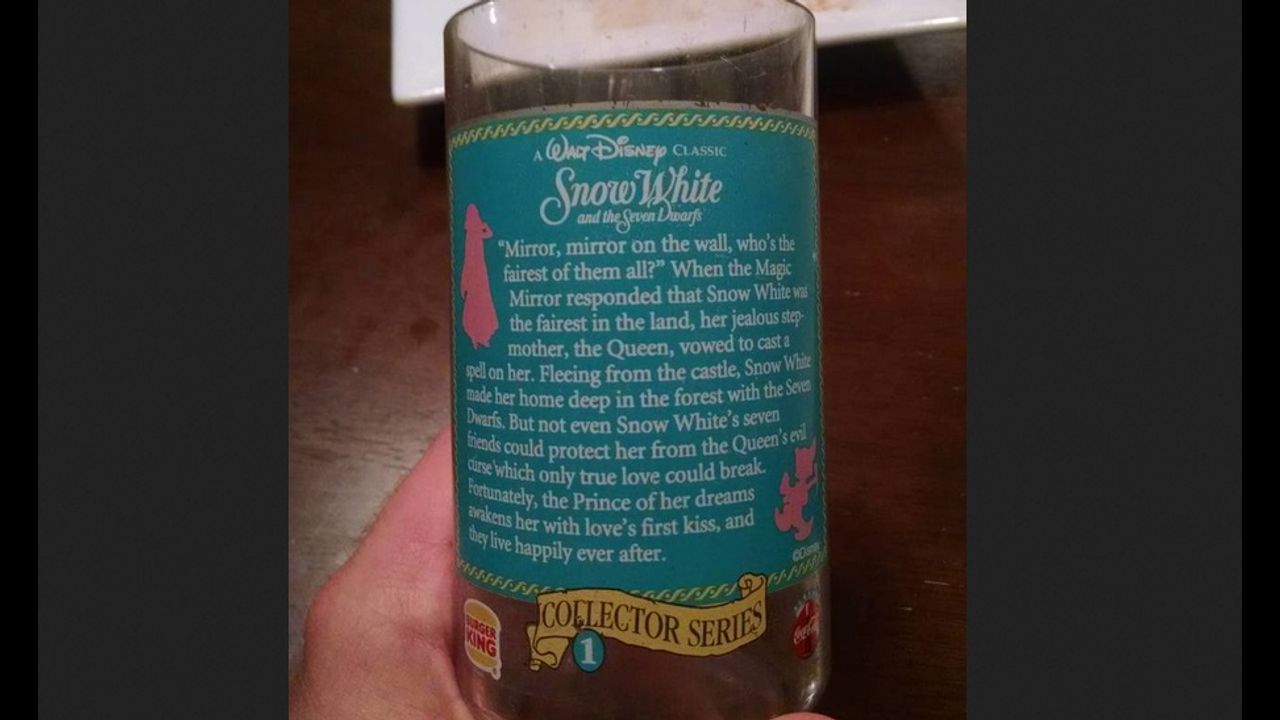 A Walt Disney Classic
Snow White
and the Seven Dwarfs
"Mirror, mirror on the wall, who's the
fairest of them all?" When the Magic
Mirror responded that Snow White was
the fairest in the land, her jealous step-
mother, the Queen, vowed to cast a
spell on her. Fleeing from the castle, Snow White
made her home deep in the forest with the Seven
Dwarfs. But not even Snow White's seven
friends could protect her from the Queen's evil
curse which only true love could break.
Fortunately, the Prince of her dreams
awakens her with love's first kiss, and
they live happily ever after.
©Disney
BURGER
KING
COLLECTOR SERIES
1